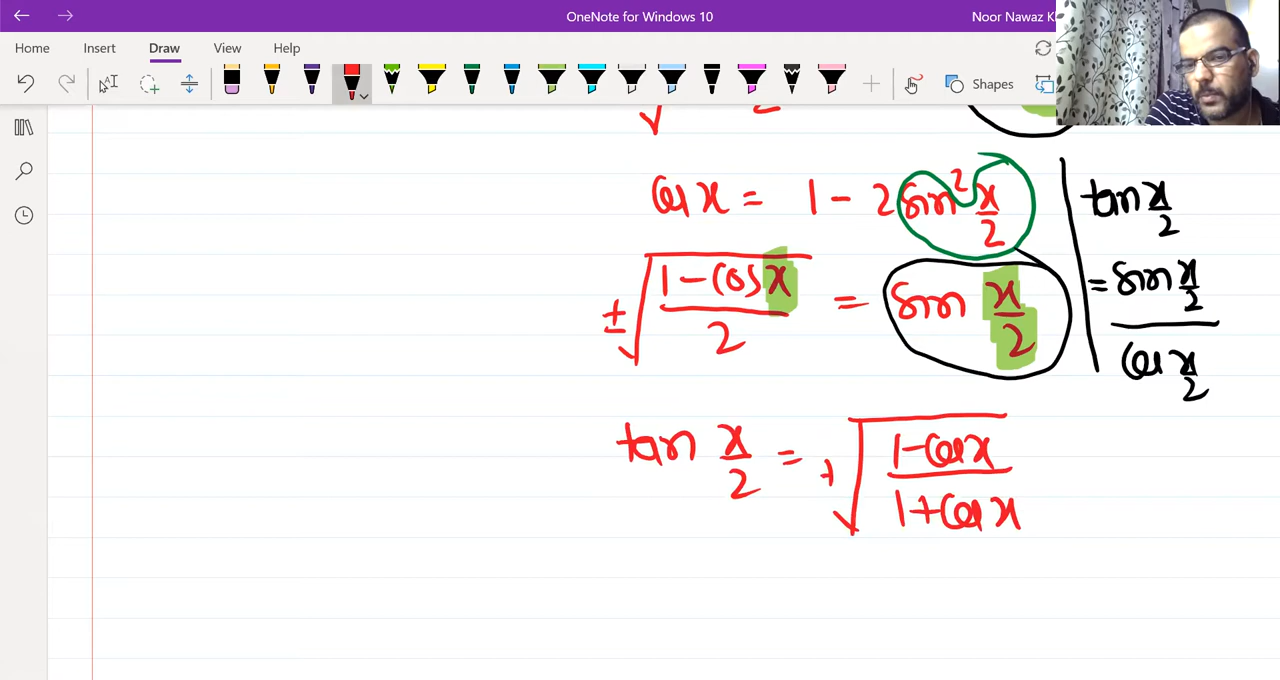 OneNote for Windows 10
Noor Nawaz K
Home Insert Draw View Help
Shapes
cos x = 1 - 2 sin² x/2
± √((1 - cos x)/2) = sin x/2
tan x/2
= sin x/2 / cos x/2
tan x/2 = + √((1 - cos x)/(1 + cos x))